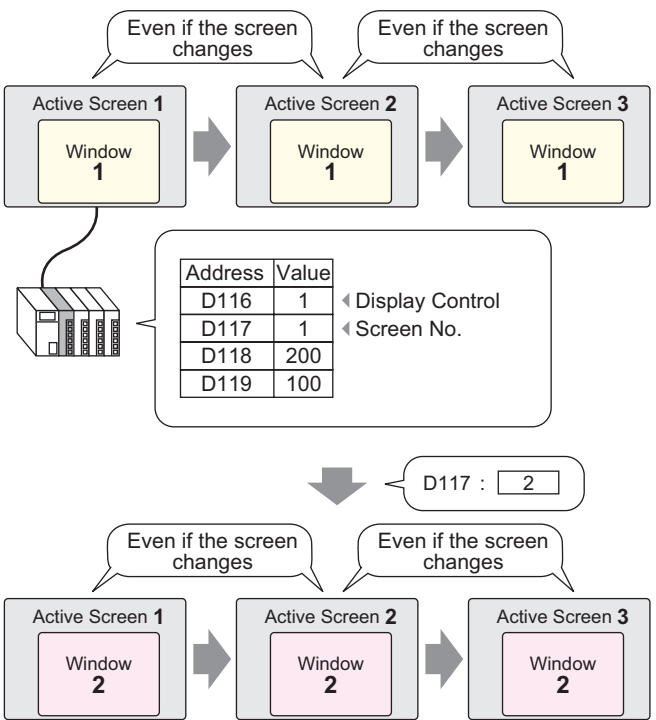 Even if the screen
changes
Even if the screen
changes
Active Screen 1
Active Screen 2
Active Screen 3
Window
1
Window
1
Window
1
Address Value
D116 1 Display Control
D117 1 Screen No.
D118 200
D119 100
D117 : 2
Even if the screen
changes
Even if the screen
changes
Active Screen 1
Active Screen 2
Active Screen 3
Window
2
Window
2
Window
2